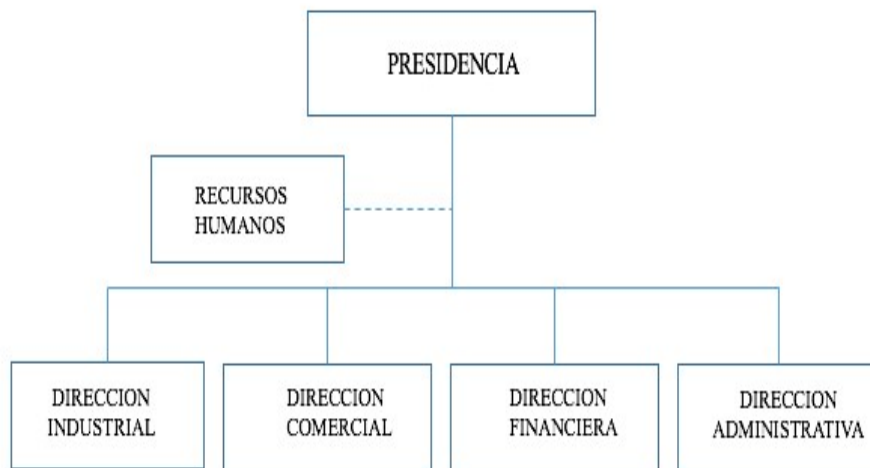 PRESIDENCIA
RECURSOS
HUMANOS
DIRECCION
INDUSTRIAL
DIRECCION
COMERCIAL
DIRECCION
FINANCIERA
DIRECCION
ADMINISTRATIVA